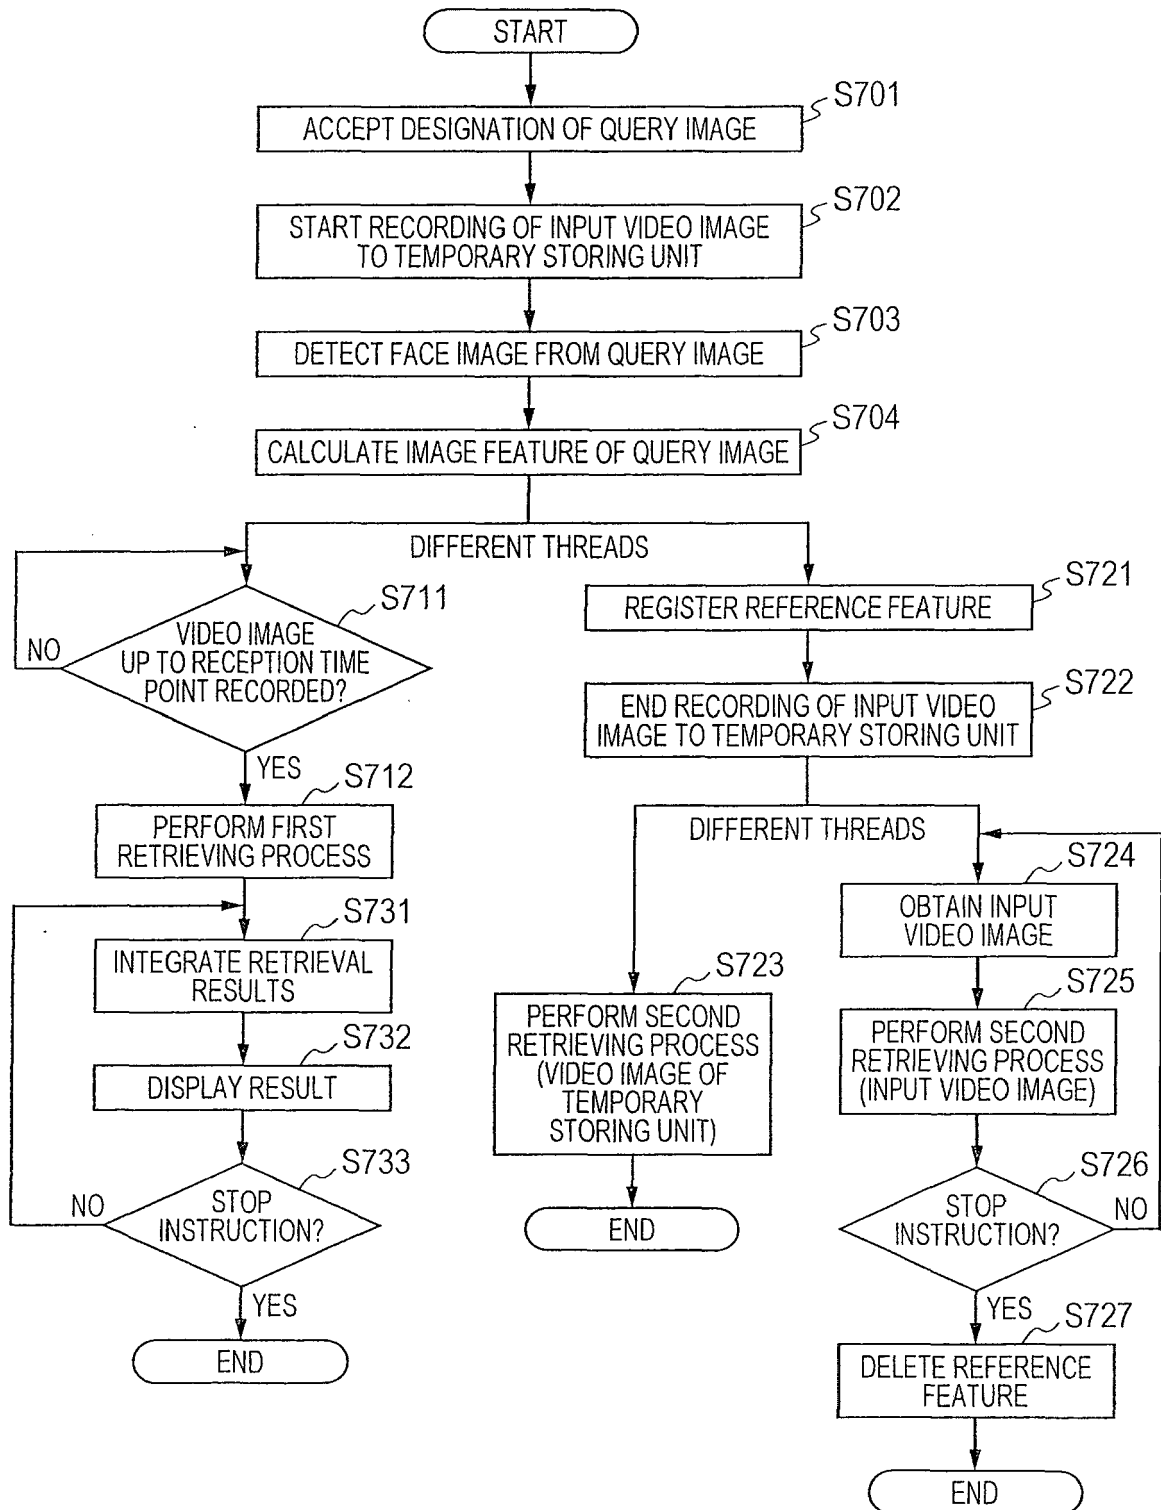 START
S701
ACCEPT DESIGNATION OF QUERY IMAGE
S702
START RECORDING OF INPUT VIDEO IMAGE
TO TEMPORARY STORING UNIT
S703
DETECT FACE IMAGE FROM QUERY IMAGE
S704
CALCULATE IMAGE FEATURE OF QUERY IMAGE
DIFFERENT THREADS
S711
VIDEO IMAGE
UP TO RECEPTION TIME
POINT RECORDED?
NO
YES
S712
PERFORM FIRST
RETRIEVING PROCESS
S731
INTEGRATE RETRIEVAL
RESULTS
S732
DISPLAY RESULT
S733
STOP
INSTRUCTION?
NO
YES
END
S721
REGISTER REFERENCE FEATURE
S722
END RECORDING OF INPUT VIDEO
IMAGE TO TEMPORARY STORING UNIT
DIFFERENT THREADS
S723
PERFORM SECOND
RETRIEVING PROCESS
(VIDEO IMAGE OF
TEMPORARY
STORING UNIT)
END
S724
OBTAIN INPUT
VIDEO IMAGE
S725
PERFORM SECOND
RETRIEVING PROCESS
(INPUT VIDEO IMAGE)
S726
STOP
INSTRUCTION?
NO
YES
S727
DELETE REFERENCE
FEATURE
END